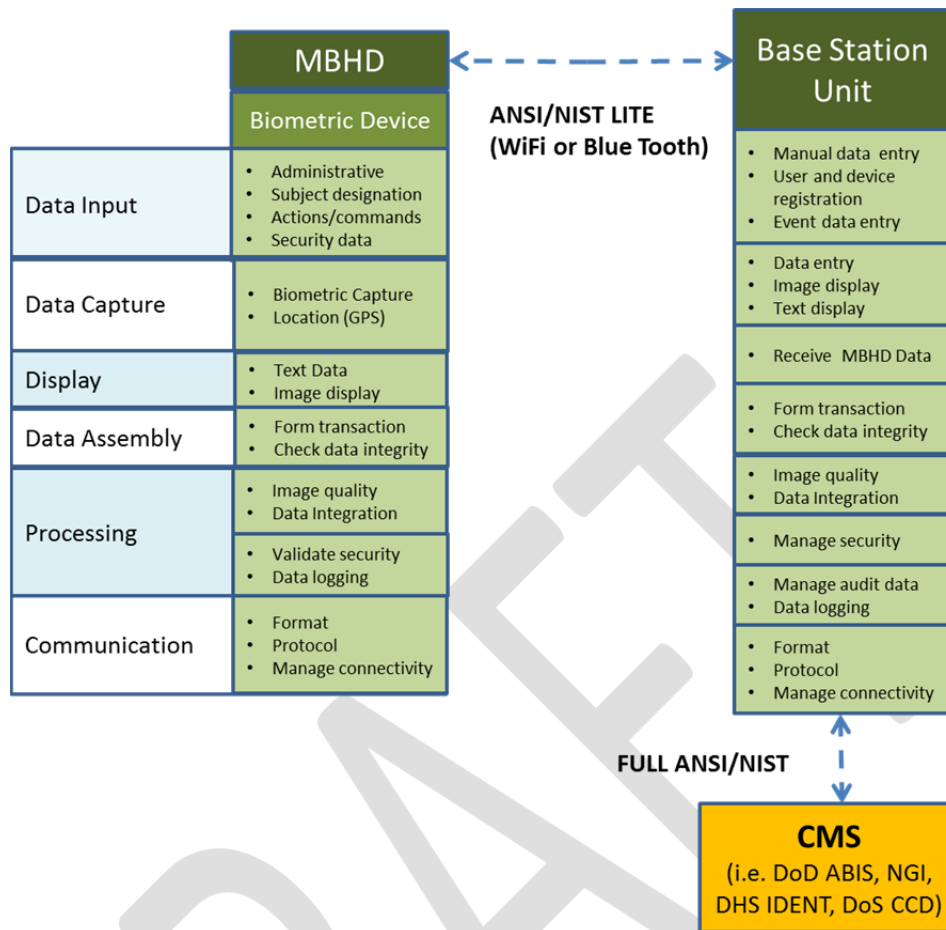 MBHD
Biometric Device
Data Input
• Administrative
• Subject designation
• Actions/commands
• Security data
Data Capture
• Biometric Capture
• Location (GPS)
Display
• Text Data
• Image display
Data Assembly
• Form transaction
• Check data integrity
Processing
• Image quality
• Data Integration
• Validate security
• Data logging
Communication
• Format
• Protocol
• Manage connectivity
ANSI/NIST LITE
(WiFi or Blue Tooth)
Base Station
Unit
• Manual data entry
• User and device
registration
• Event data entry
• Data entry
• Image display
• Text display
• Receive MBHD Data
• Form transaction
• Check data integrity
• Image quality
• Data Integration
• Manage security
• Manage audit data
• Data logging
• Format
• Protocol
• Manage connectivity
FULL ANSI/NIST
CMS
(i.e. DoD ABIS, NGI,
DHS IDENT, DoS CCD)
DRAFT